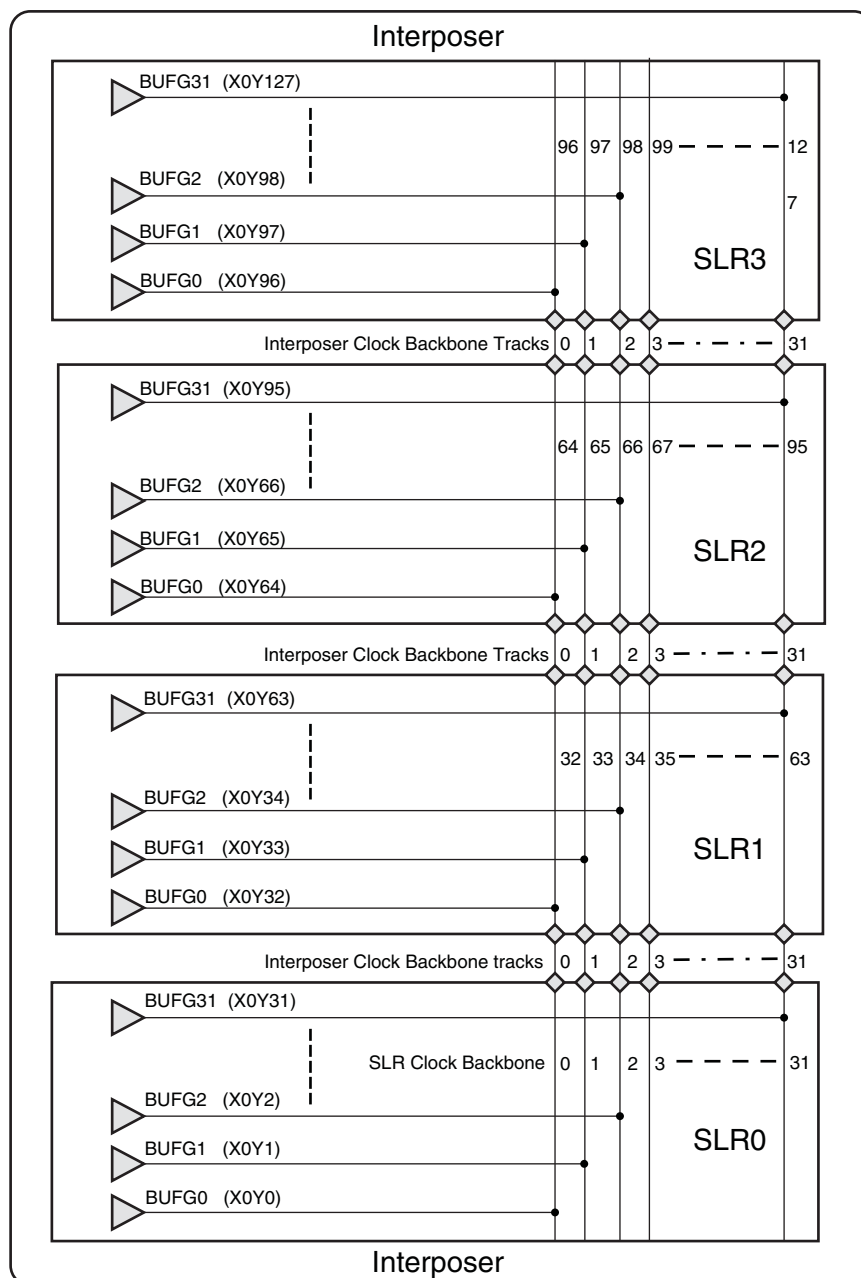 Interposer
BUFG31 (X0Y127)
96 97 98 99 12
7
BUFG2 (X0Y98)
BUFG1 (X0Y97)
SLR3
BUFG0 (X0Y96)
Interposer Clock Backbone Tracks 0 1 2 3 31
BUFG31 (X0Y95)
64 65 66 67 95
BUFG2 (X0Y66)
BUFG1 (X0Y65)
SLR2
BUFG0 (X0Y64)
Interposer Clock Backbone Tracks 0 1 2 3 31
BUFG31 (X0Y63)
32 33 34 35 63
BUFG2 (X0Y34)
BUFG1 (X0Y33)
SLR1
BUFG0 (X0Y32)
Interposer Clock Backbone tracks 0 1 2 3 31
BUFG31 (X0Y31)
SLR Clock Backbone 0 1 2 3 31
BUFG2 (X0Y2)
BUFG1 (X0Y1)
SLR0
BUFG0 (X0Y0)
Interposer